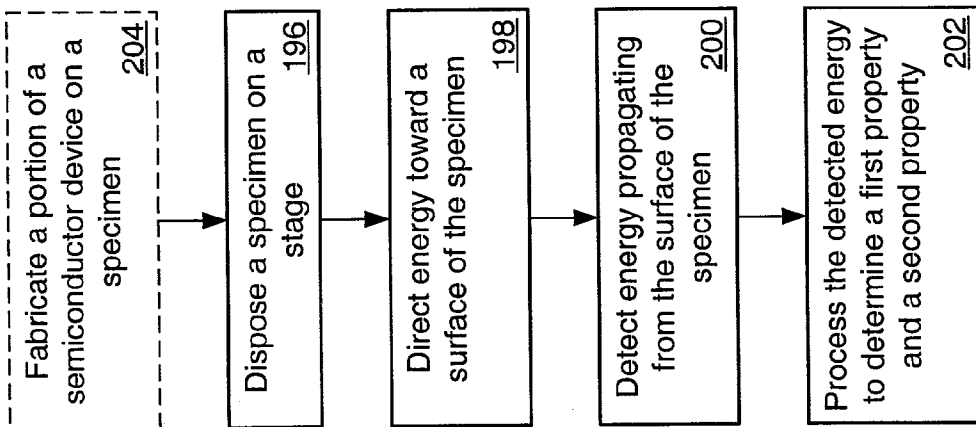 Fabricate a portion of a
semiconductor device on a
specimen
204
Dispose a specimen on a
stage
196
Direct energy toward a
surface of the specimen
198
Detect energy propagating
from the surface of the
specimen
200
Process the detected energy
to determine a first property
and a second property
202